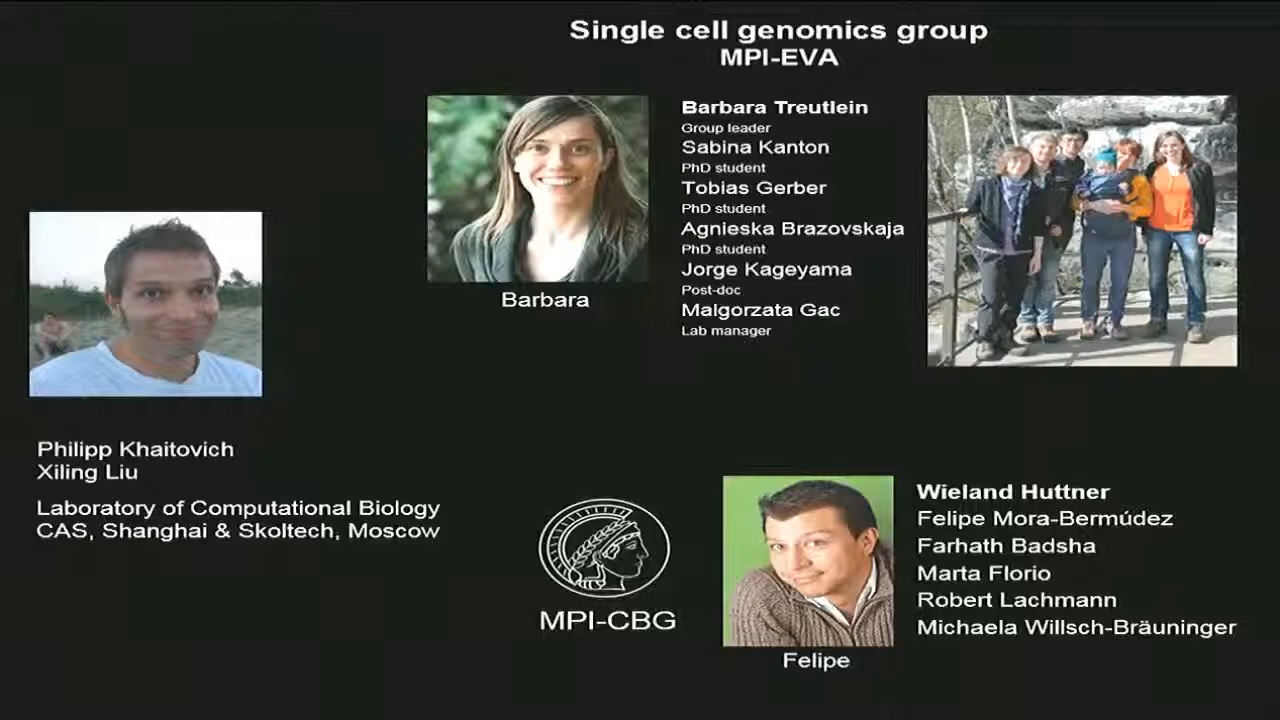 Single cell genomics group
MPI-EVA
Barbara Treutlein
Group leader
Sabina Kanton
PhD student
Tobias Gerber
PhD student
Agnieska Brazovskaja
PhD student
Jorge Kageyama
Post-doc
Malgorzata Gac
Lab manager
Barbara
Philipp Khaitovich
Xiling Liu
Laboratory of Computational Biology
CAS, Shanghai & Skoltech, Moscow
MPI-CBG
Felipe
Wieland Huttner
Felipe Mora-Bermúdez
Farhath Badsha
Marta Florio
Robert Lachmann
Michaela Willsch-Bräuninger